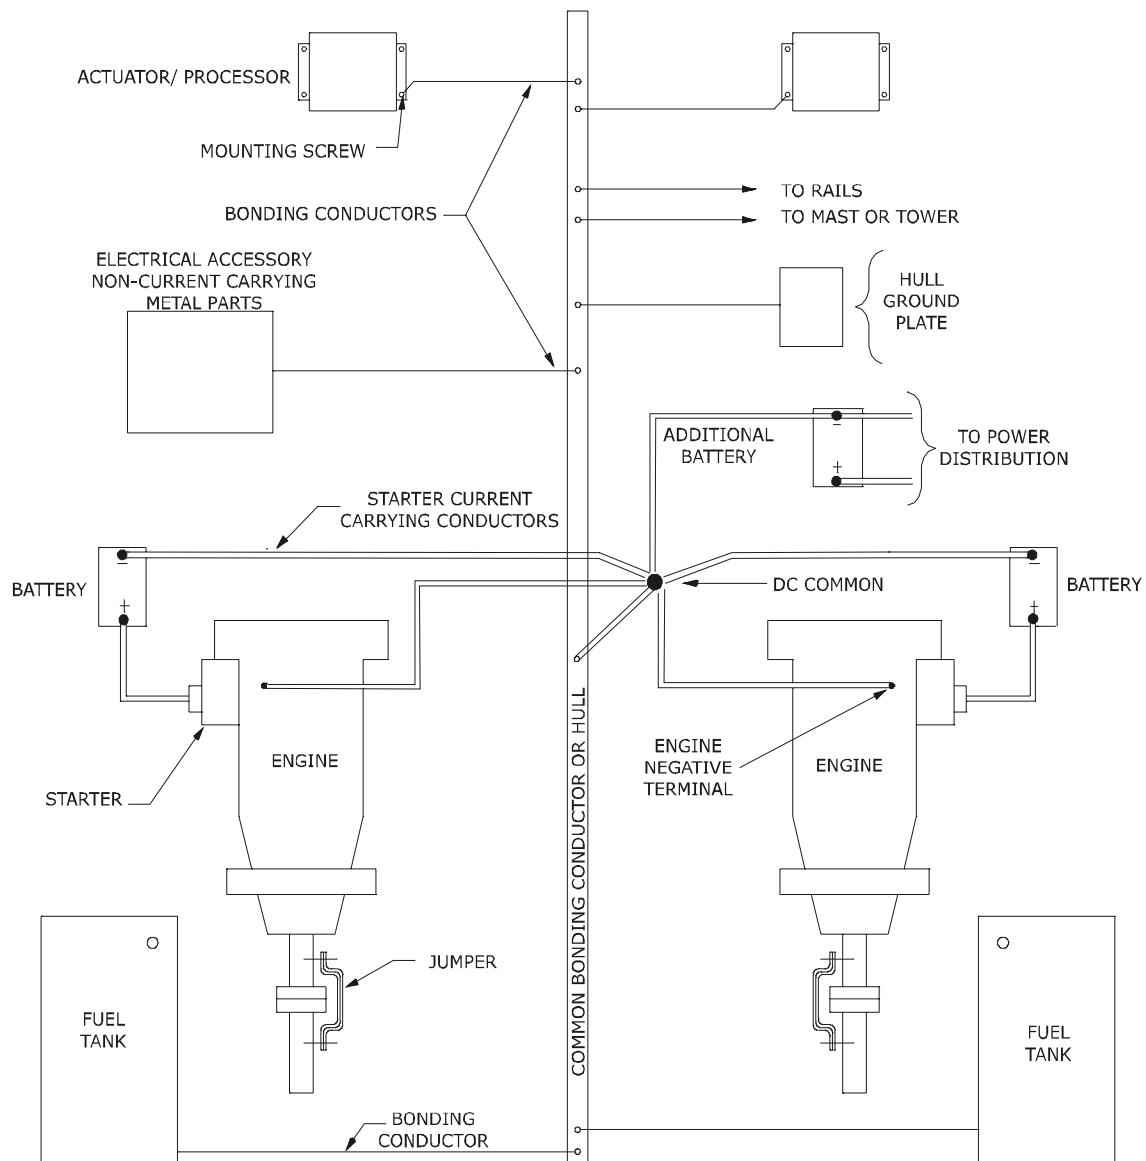 ACTUATOR/ PROCESSOR
MOUNTING SCREW
BONDING CONDUCTORS
TO RAILS
TO MAST OR TOWER
ELECTRICAL ACCESSORY
NON-CURRENT CARRYING
METAL PARTS
HULL
GROUND
PLATE
ADDITIONAL
BATTERY
–
+
TO POWER
DISTRIBUTION
STARTER CURRENT
CARRYING CONDUCTORS
BATTERY
–
+
DC COMMON
–
+
BATTERY
COMMON BONDING CONDUCTOR OR HULL
ENGINE
STARTER
ENGINE
NEGATIVE
TERMINAL
ENGINE
JUMPER
FUEL
TANK
FUEL
TANK
BONDING
CONDUCTOR